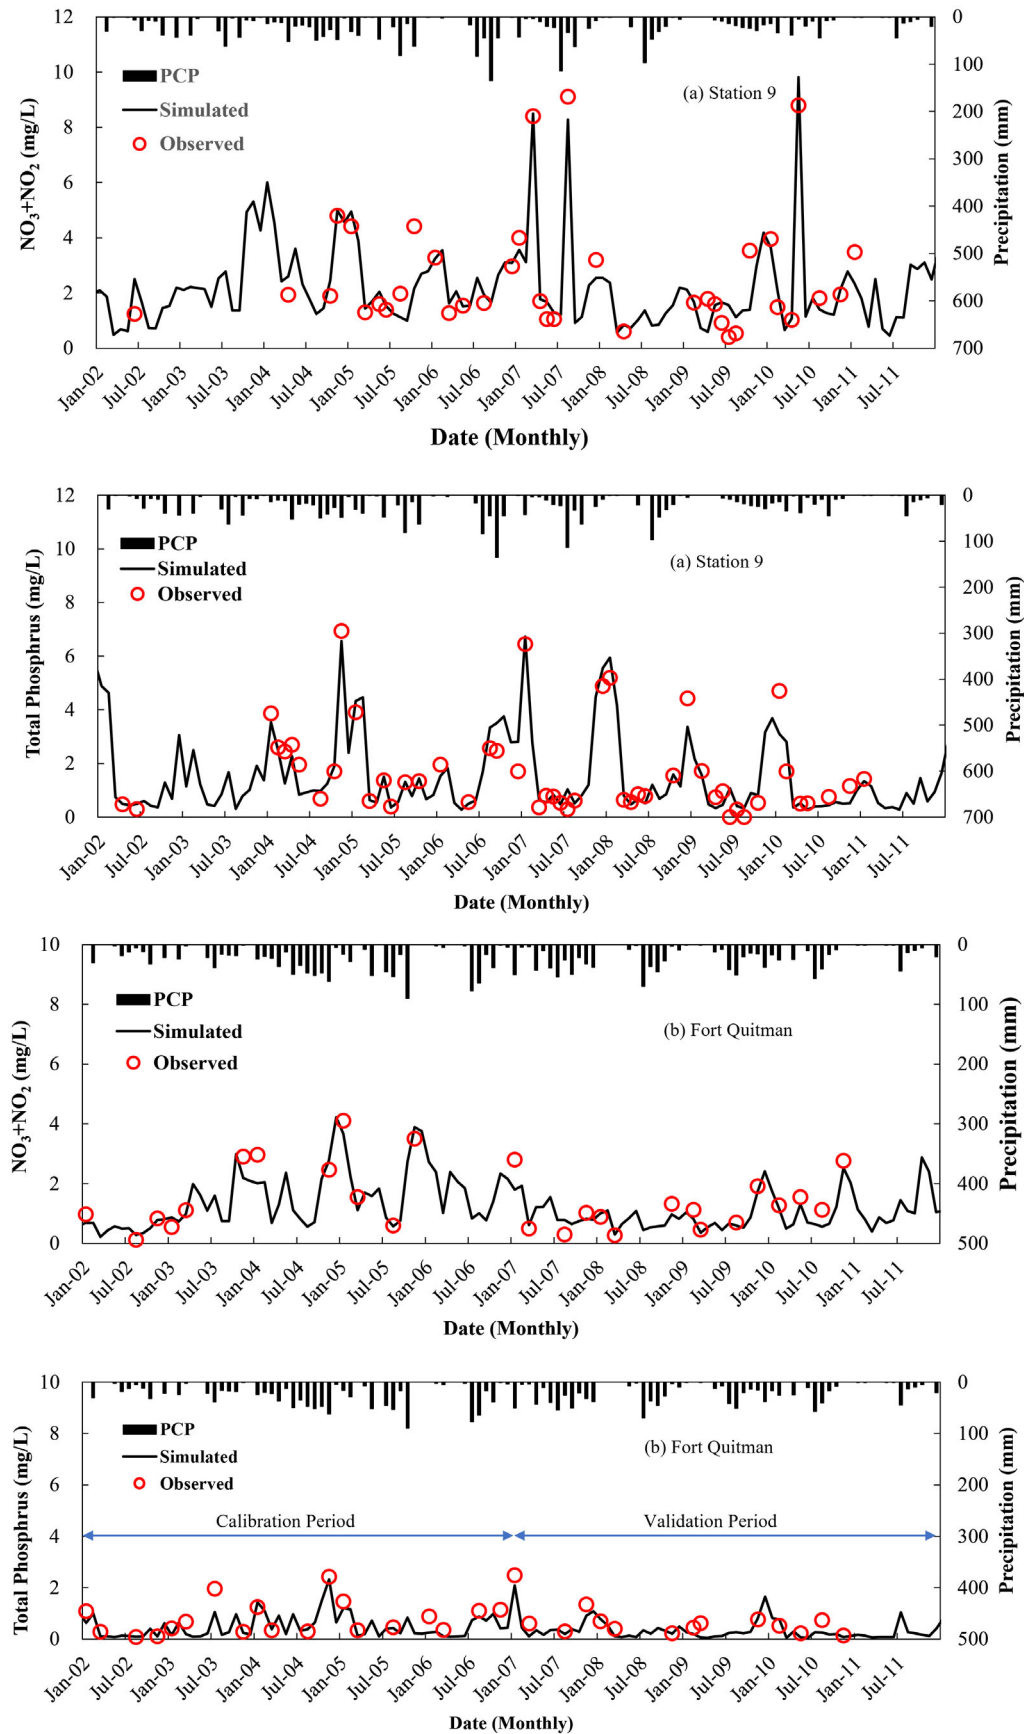 12
10
8
6
4
2
0
NO3+NO2 (mg/L)
PCP
Simulated
Observed
(a) Station 9
0
100
200
300
400
500
600
700
Precipitation (mm)
Jan-02
Jul-02
Jan-03
Jul-03
Jan-04
Jul-04
Jan-05
Jul-05
Jan-06
Jul-06
Jan-07
Jul-07
Jan-08
Jul-08
Jan-09
Jul-09
Jan-10
Jul-10
Jan-11
Jul-11
Date (Monthly)
12
10
8
6
4
2
0
Total Phosphrus (mg/L)
PCP
Simulated
Observed
(a) Station 9
0
100
200
300
400
500
600
700
Precipitation (mm)
Jan-02
Jul-02
Jan-03
Jul-03
Jan-04
Jul-04
Jan-05
Jul-05
Jan-06
Jul-06
Jan-07
Jul-07
Jan-08
Jul-08
Jan-09
Jul-09
Jan-10
Jul-10
Jan-11
Jul-11
Date (Monthly)
10
8
6
4
2
0
NO3+NO2 (mg/L)
PCP
Simulated
Observed
(b) Fort Quitman
0
100
200
300
400
500
Precipitation (mm)
Jan-02
Jul-02
Jan-03
Jul-03
Jan-04
Jul-04
Jan-05
Jul-05
Jan-06
Jul-06
Jan-07
Jul-07
Jan-08
Jul-08
Jan-09
Jul-09
Jan-10
Jul-10
Jan-11
Jul-11
Date (Monthly)
10
8
6
4
2
0
Total Phosphrus (mg/L)
PCP
Simulated
Observed
(b) Fort Quitman
Calibration Period
Validation Period
0
100
200
300
400
500
Precipitation (mm)
Jan-02
Jul-02
Jan-03
Jul-03
Jan-04
Jul-04
Jan-05
Jul-05
Jan-06
Jul-06
Jan-07
Jul-07
Jan-08
Jul-08
Jan-09
Jul-09
Jan-10
Jul-10
Jan-11
Jul-11
Date (Monthly)